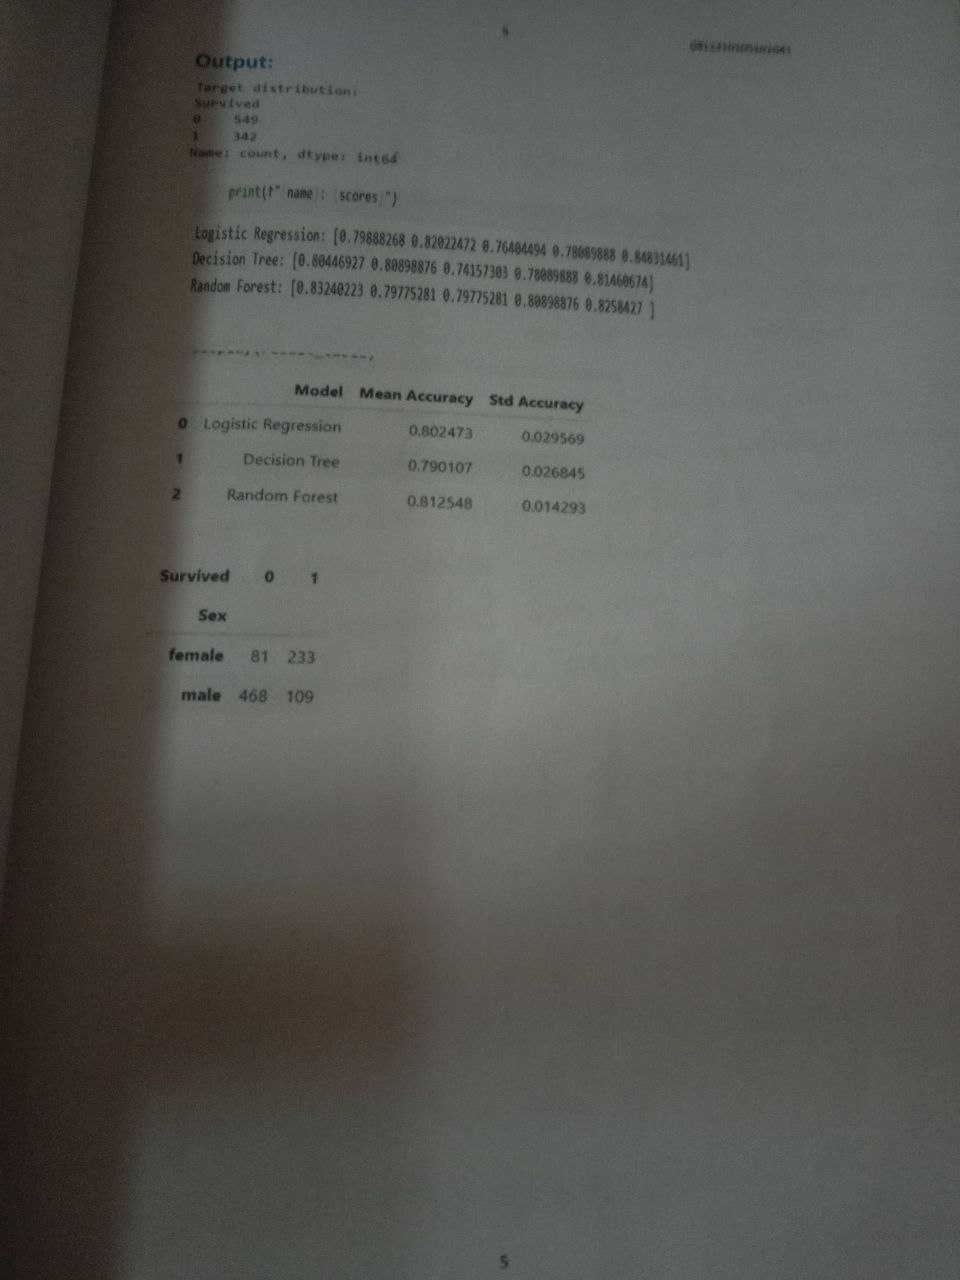 5
Output:
Target distribution:
Survived
0 549
1 342
Name: count, dtype: int64
print(f" name : scores ")
Logistic Regression: [0.79888268 0.82022472 0.76404494 0.78089888 0.84831461]
Decision Tree: [0.80446927 0.80898876 0.74157303 0.78089888 0.81460674]
Random Forest: [0.83240223 0.79775281 0.79775281 0.80898876 0.8258427 ]
Model Mean Accuracy Std Accuracy
0 Logistic Regression 0.802473 0.029569
1 Decision Tree 0.790107 0.026845
2 Random Forest 0.812548 0.014293
Survived 0 1
Sex
female 81 233
male 468 109
5